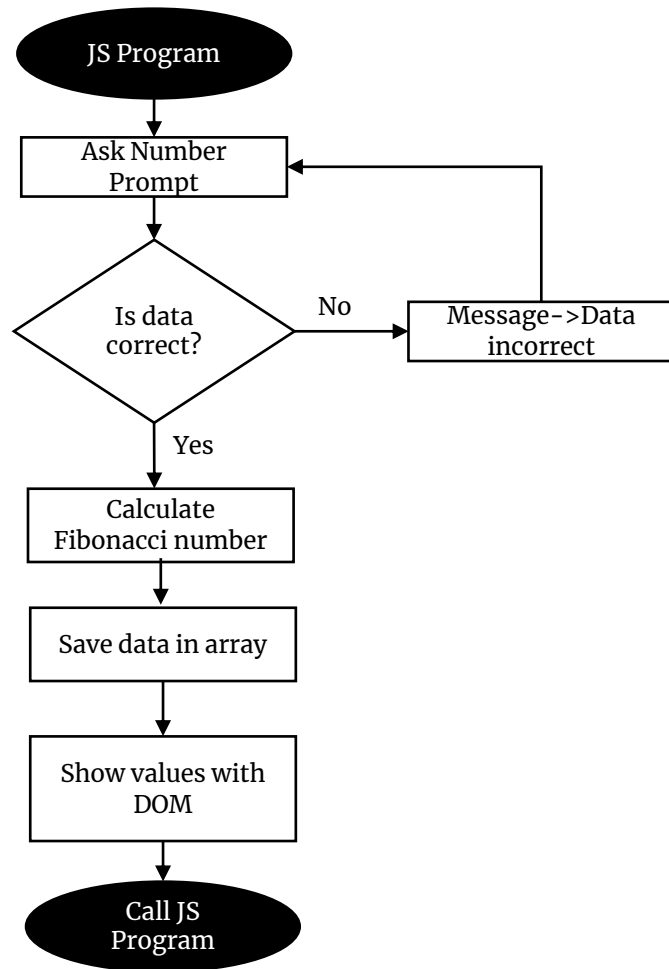 JS Program
Ask Number
Prompt
Is data
correct?
No
Message->Data
incorrect
Yes
Calculate
Fibonacci number
Save data in array
Show values with
DOM
Call JS
Program